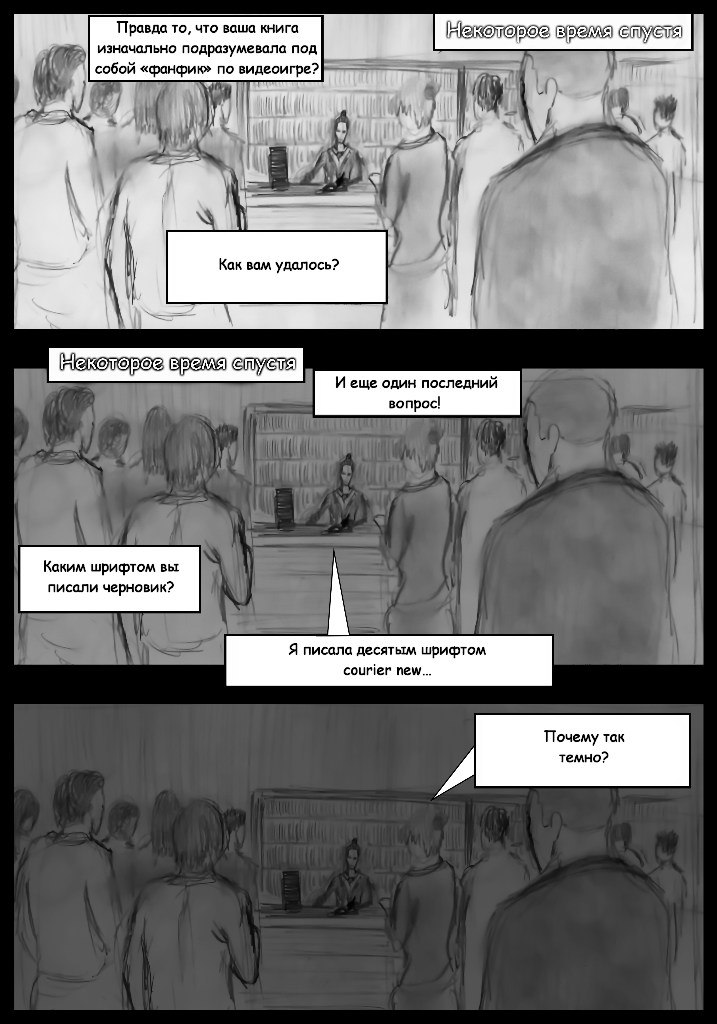 Правда то, что ваша книга
изначально подразумевала под
собой «фанфик» по видеоигре?
Некоторое время спустя
Как вам удалось?
Некоторое время спустя
И еще один последний
вопрос!
Каким шрифтом вы
писали черновик?
Я писала десятым шрифтом
courier new...
Почему так
темно?